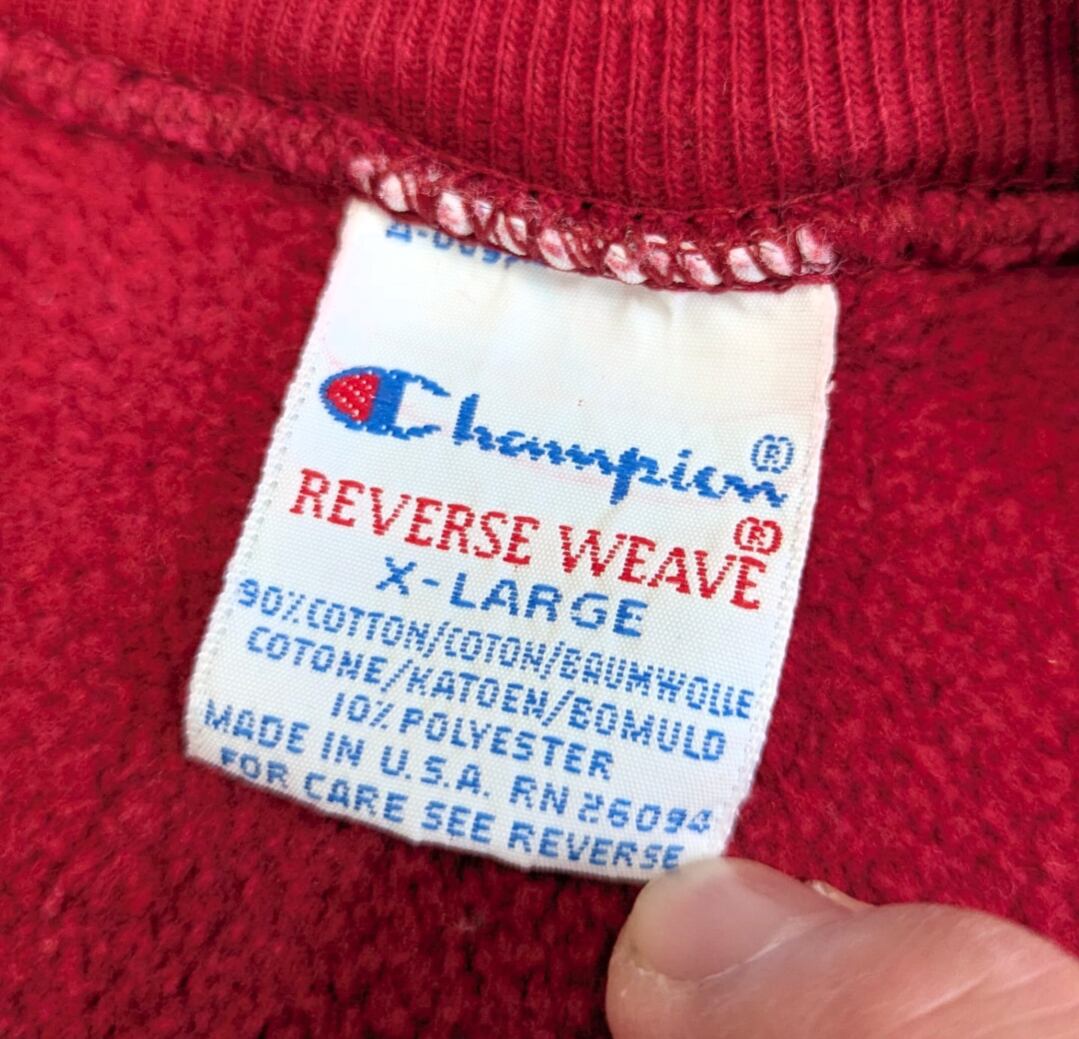 Champion®
REVERSE WEAVE®
X-LARGE
90% COTTON/COTON/BAUMWOLLE
COTONE/KATOEN/BOMULD
10% POLYESTER
MADE IN U.S.A. RN 26094
FOR CARE SEE REVERSE